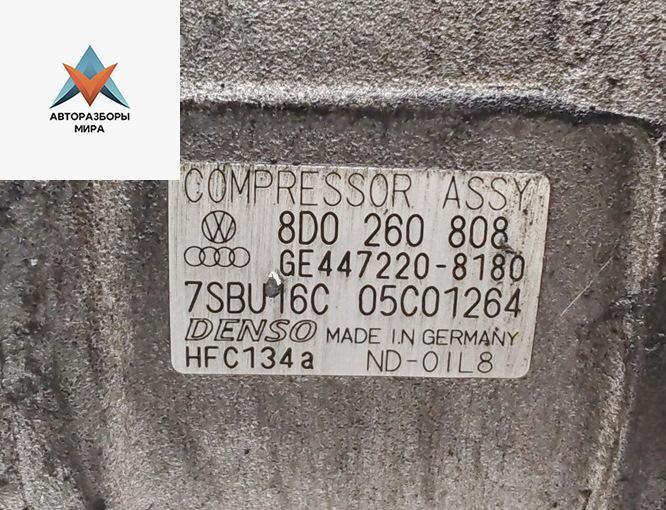 АВТОРАЗБОРЫ
МИРА
COMPRESSOR ASSY
8D0 260 808
GE447220-8180
7SBU16C 05C01264
DENSO MADE IN GERMANY
HFC134a ND-OIL8